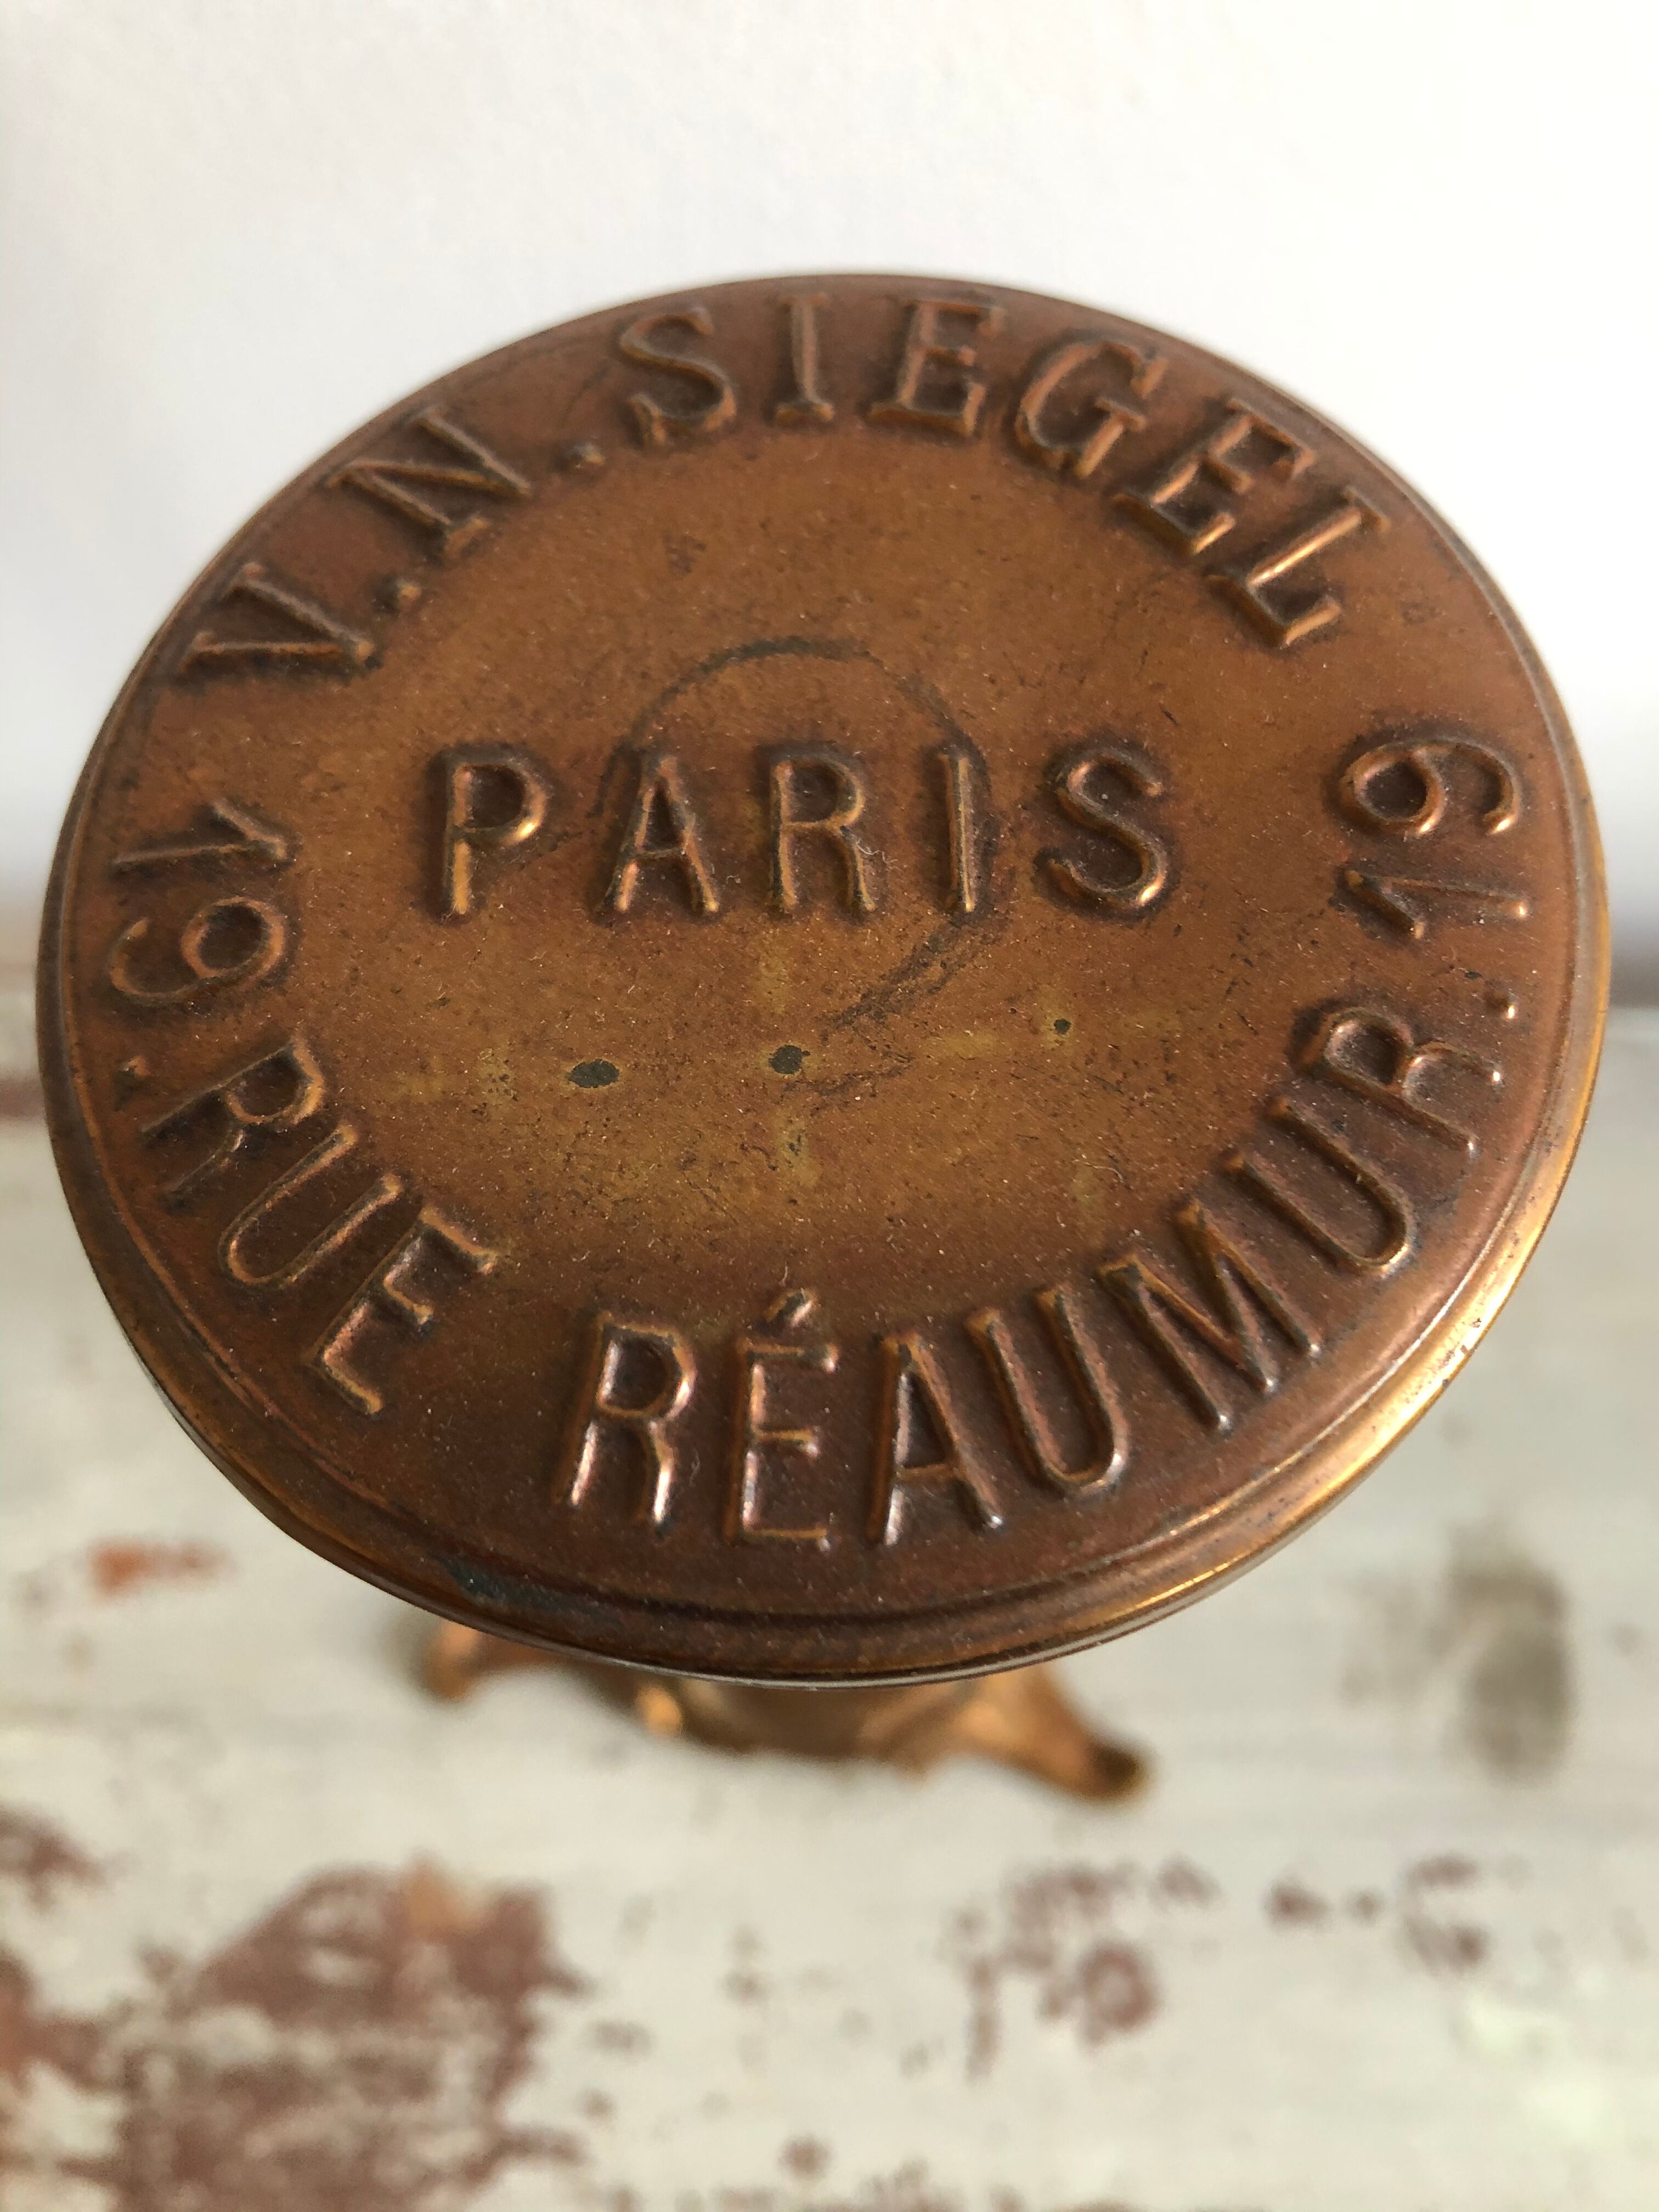 V.N. SIEGEL
PARIS
19. RUE RÉAUMUR. 19